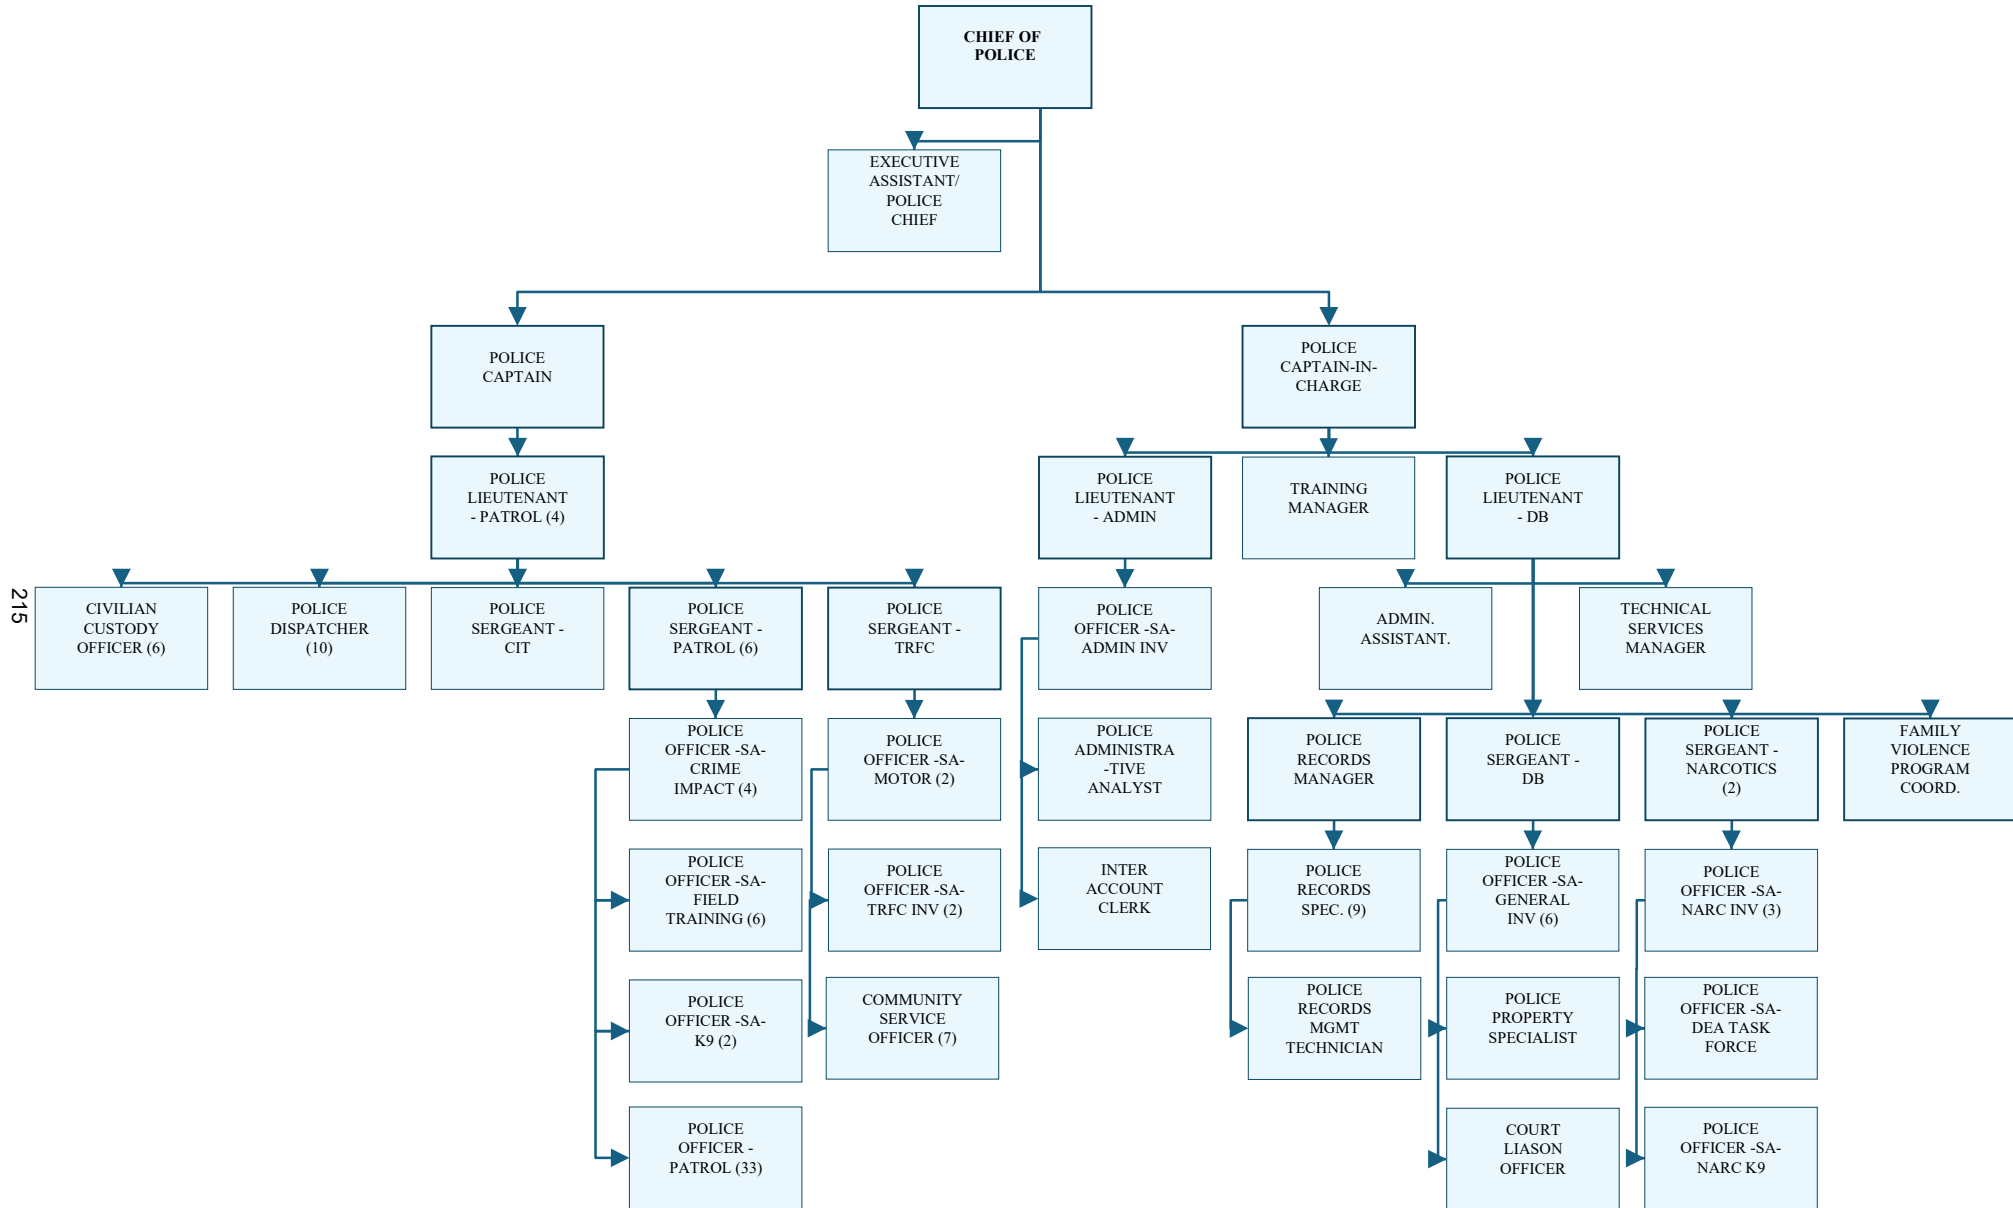 CHIEF OF
POLICE
EXECUTIVE
ASSISTANT/
POLICE
CHIEF
POLICE
CAPTAIN
POLICE
CAPTAIN-IN-
CHARGE
POLICE
LIEUTENANT
- PATROL (4)
POLICE
LIEUTENANT
- ADMIN
TRAINING
MANAGER
POLICE
LIEUTENANT
- DB
CIVILIAN
CUSTODY
OFFICER (6)
POLICE
DISPATCHER
(10)
POLICE
SERGEANT -
CIT
POLICE
SERGEANT -
PATROL (6)
POLICE
SERGEANT -
TRFC
POLICE
OFFICER -SA-
ADMIN INV
ADMIN.
ASSISTANT.
TECHNICAL
SERVICES
MANAGER
POLICE
OFFICER -SA-
CRIME
IMPACT (4)
POLICE
OFFICER -SA-
MOTOR (2)
POLICE
ADMINISTRA
-TIVE
ANALYST
POLICE
RECORDS
MANAGER
POLICE
SERGEANT -
DB
POLICE
SERGEANT -
NARCOTICS
(2)
FAMILY
VIOLENCE
PROGRAM
COORD.
POLICE
OFFICER -SA-
FIELD
TRAINING (6)
POLICE
OFFICER -SA-
TRFC INV (2)
INTER
ACCOUNT
CLERK
POLICE
RECORDS
SPEC. (9)
POLICE
OFFICER -SA-
GENERAL
INV (6)
POLICE
OFFICER -SA-
NARC INV (3)
POLICE
OFFICER -SA-
K9 (2)
COMMUNITY
SERVICE
OFFICER (7)
POLICE
RECORDS
MGMT
TECHNICIAN
POLICE
PROPERTY
SPECIALIST
POLICE
OFFICER -SA-
DEA TASK
FORCE
POLICE
OFFICER -
PATROL (33)
COURT
LIASON
OFFICER
POLICE
OFFICER -SA-
NARC K9
215